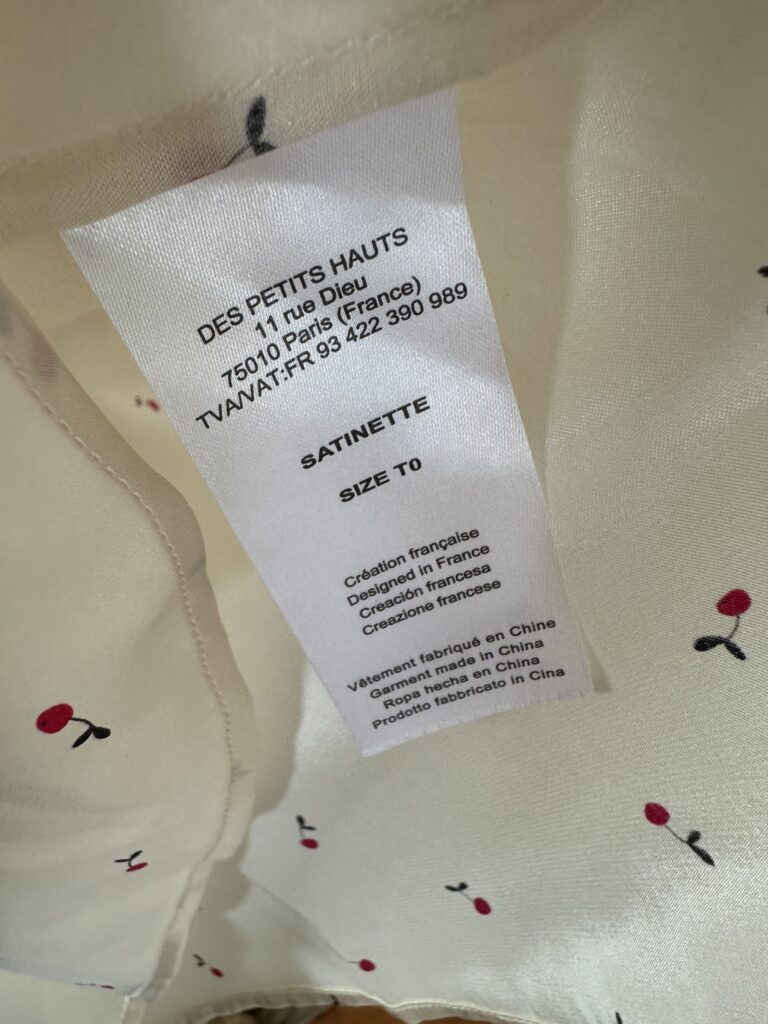 DES PETITS HAUTS
11 rue Dieu
75010 Paris (France)
TVA/VAT:FR 93 422 390 989
SATINETTE
SIZE T0
Création française
Designed in France
Creación francesa
Creazione francese
Vêtement fabriqué en Chine
Garment made in China
Ropa hecha en China
Prodotto fabbricato in Cina